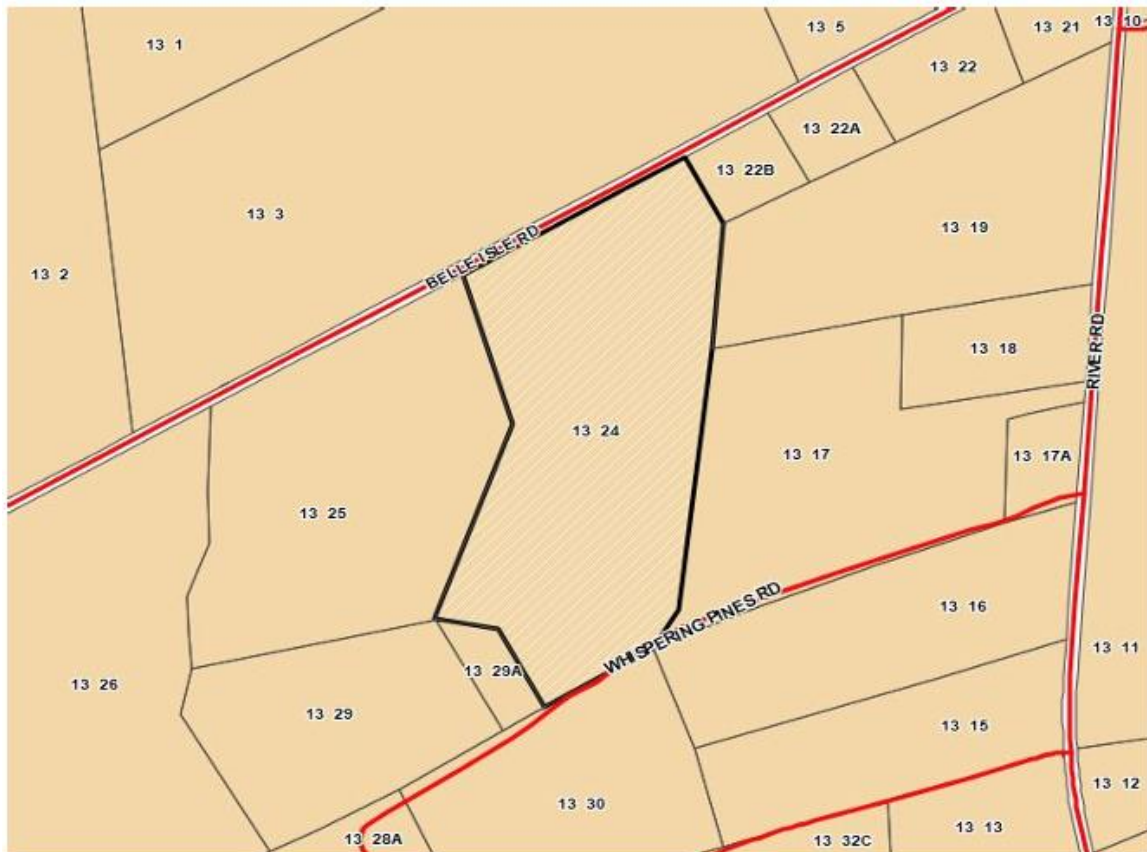 13 1
13 5
13 21
13 10
13 22
13 22A
13 22B
13 3
13 19
13 2
BELLE ISLE RD
13 18
RIVER RD
13 24
13 17
13 17A
13 25
WHISPERING PINES RD
13 16
13 11
13 29A
13 26
13 29
13 15
13 12
13 30
13 13
13 28A
13 32C